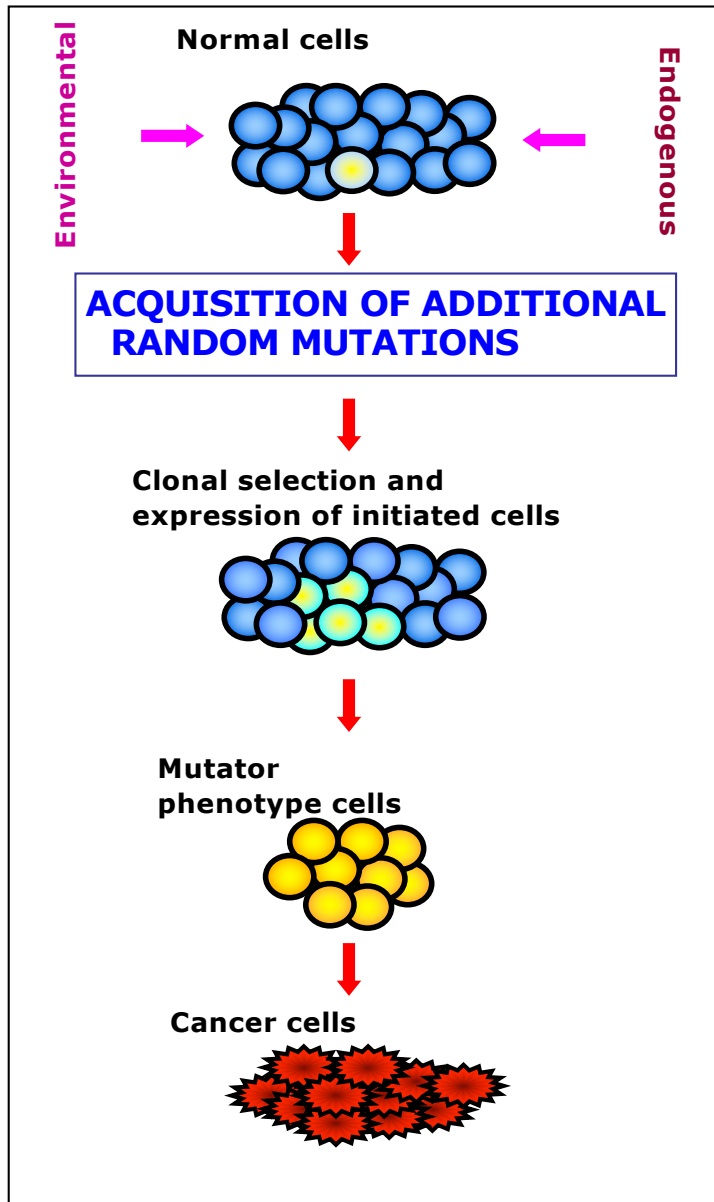 Normal cells
Environmental
Endogenous
ACQUISITION OF ADDITIONAL
RANDOM MUTATIONS
Clonal selection and
expression of initiated cells
Mutator
phenotype cells
Cancer cells